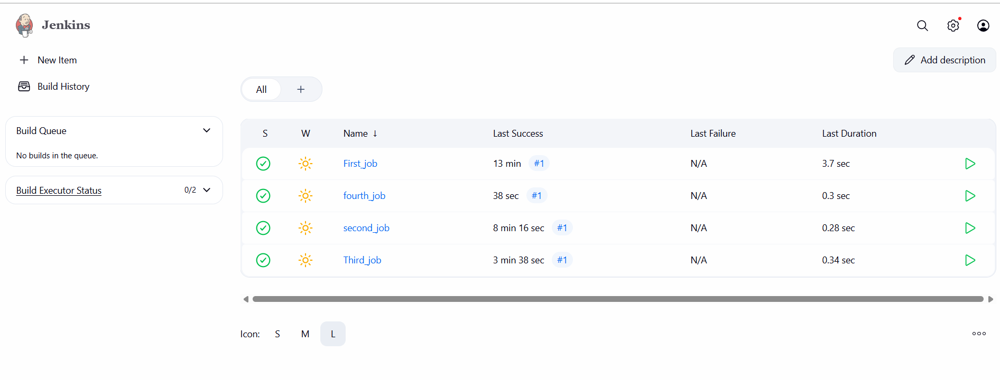 Jenkins
New Item
Build History
Add description
All +
Build Queue
No builds in the queue.
Build Executor Status 0/2
S W Name ↓ Last Success Last Failure Last Duration
First_job 13 min #1 N/A 3.7 sec
fourth_job 38 sec #1 N/A 0.3 sec
second_job 8 min 16 sec #1 N/A 0.28 sec
Third_job 3 min 38 sec #1 N/A 0.34 sec
Icon: S M L